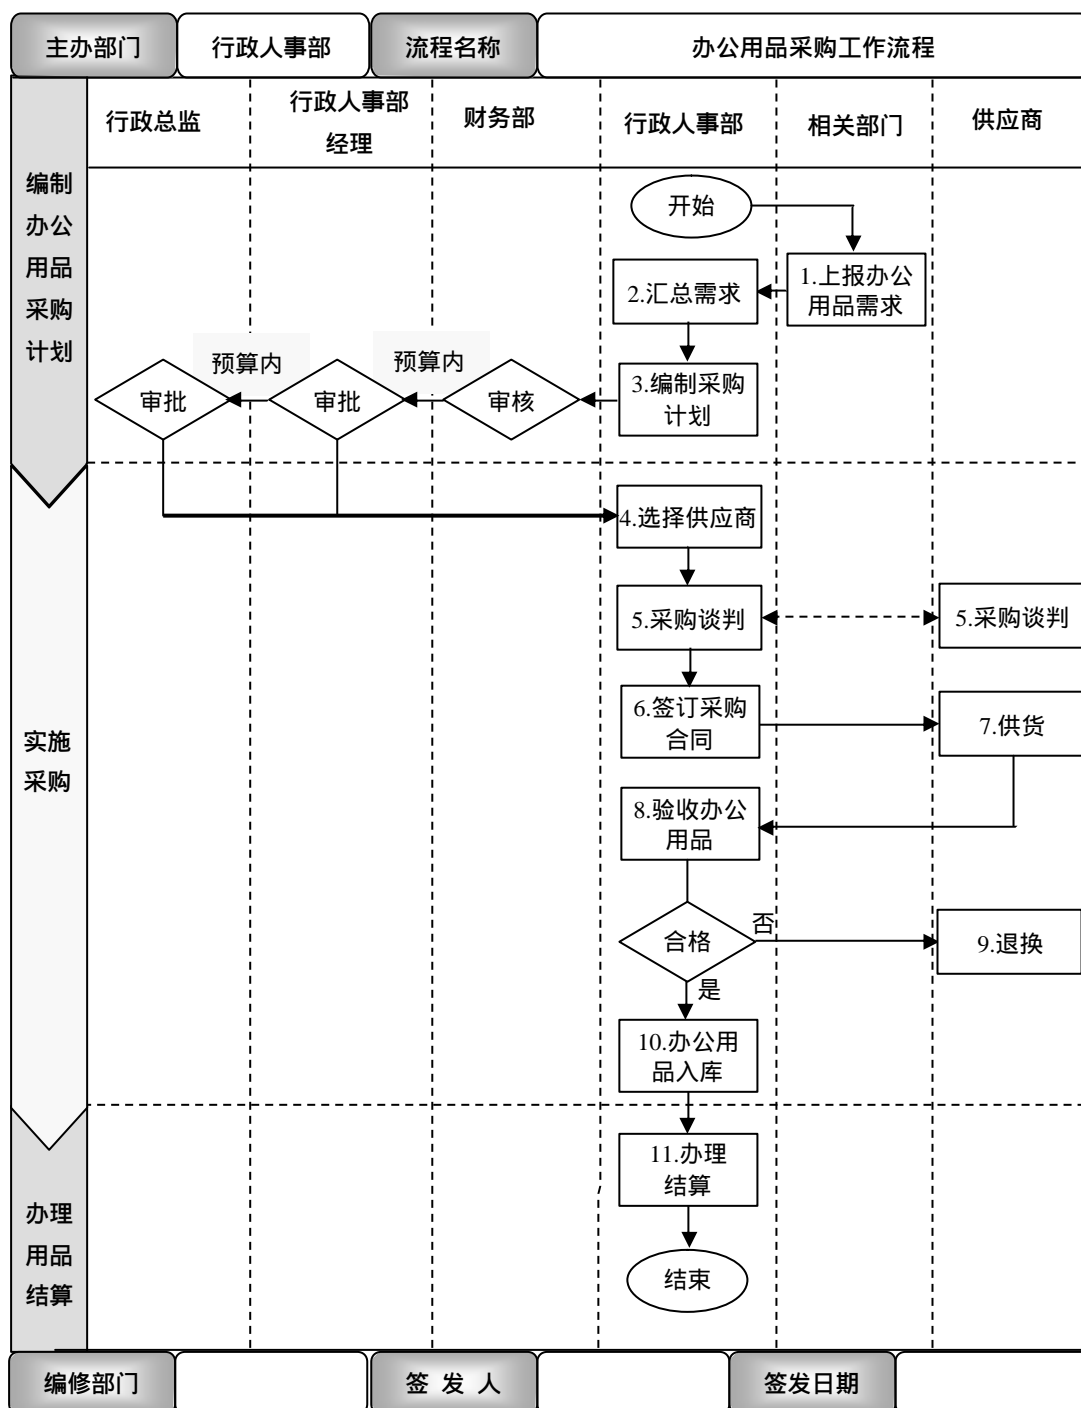 主办部门
行政人事部
流程名称
办公用品采购工作流程
行政总监
行政人事部
经理
财务部
行政人事部
相关部门
供应商
编制
办公
用品
采购
计划
开始
1.上报办公
用品需求
2.汇总需求
3.编制采购
计划
审核
预算内
审批
预算内
审批
实施
采购
4.选择供应商
5.采购谈判
5.采购谈判
6.签订采购
合同
7.供货
8.验收办公
用品
合格
否
9.退换
是
10.办公用
品入库
办理
用品
结算
11.办理
结算
结束
编修部门
签 发 人
签发日期